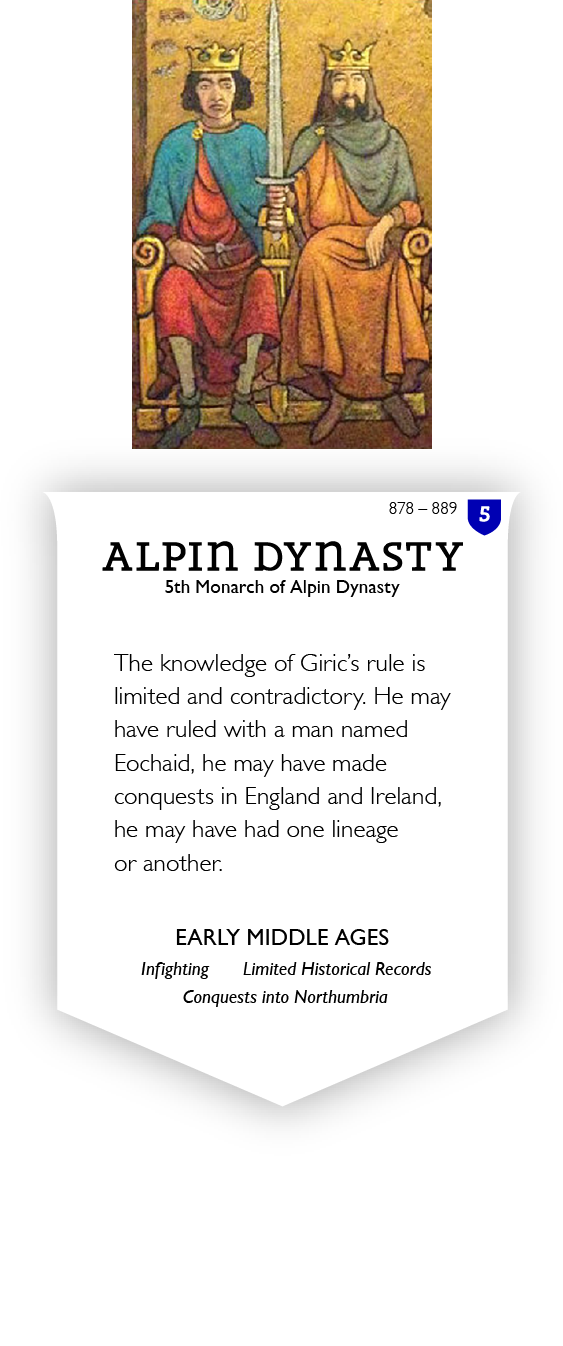 878 – 889
5
ALPIN DYNASTY
5th Monarch of Alpin Dynasty
The knowledge of Giric’s rule is
limited and contradictory. He may
have ruled with a man named
Eochaid, he may have made
conquests in England and Ireland,
he may have had one lineage
or another.
EARLY MIDDLE AGES
Infighting Limited Historical Records
Conquests into Northumbria